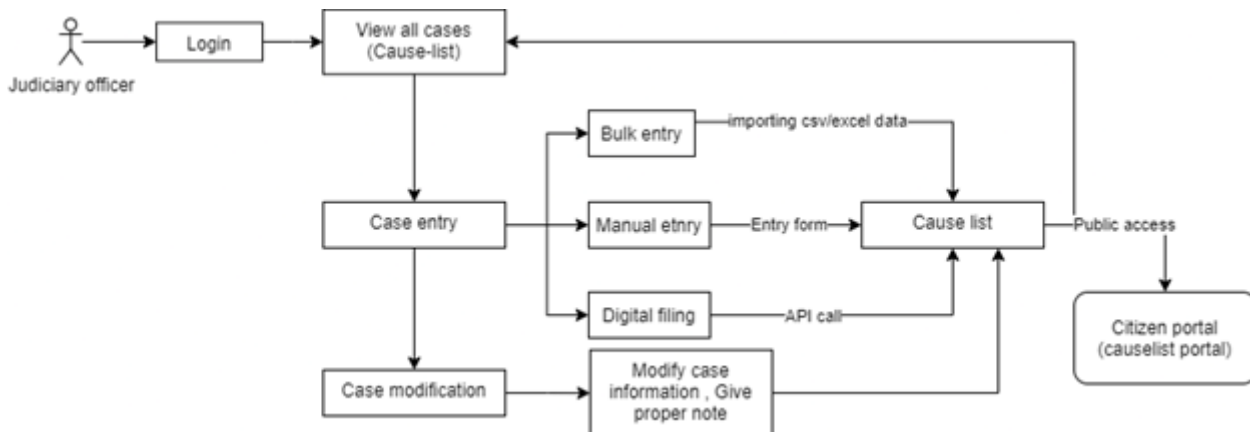 Judiciary officer
Login
View all cases
(Cause-list)
Bulk entry
importing csv/excel data
Case entry
Manual etnry
Entry form
Cause list
Public access
Digital filing
API call
Citizen portal
(causelist portal)
Case modification
Modify case
information , Give
proper note